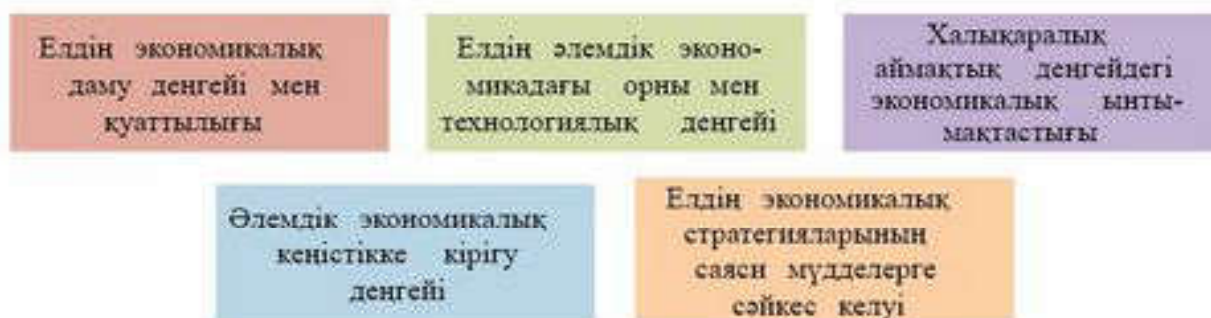 Елдің экономикалық
даму деңгейі мен
қуаттылығы
Елдің әлемдік эконо-
микадағы орны мен
технологиялық деңгейі
Халықаралық
аймақтық деңгейдегі
экономикалық ынты-
мақтастығы
Әлемдік экономикалық
кеңістікке кірігу
деңгейі
Елдің экономикалық
стратегияларының
саяси мүдделерге
сәйкес келуі